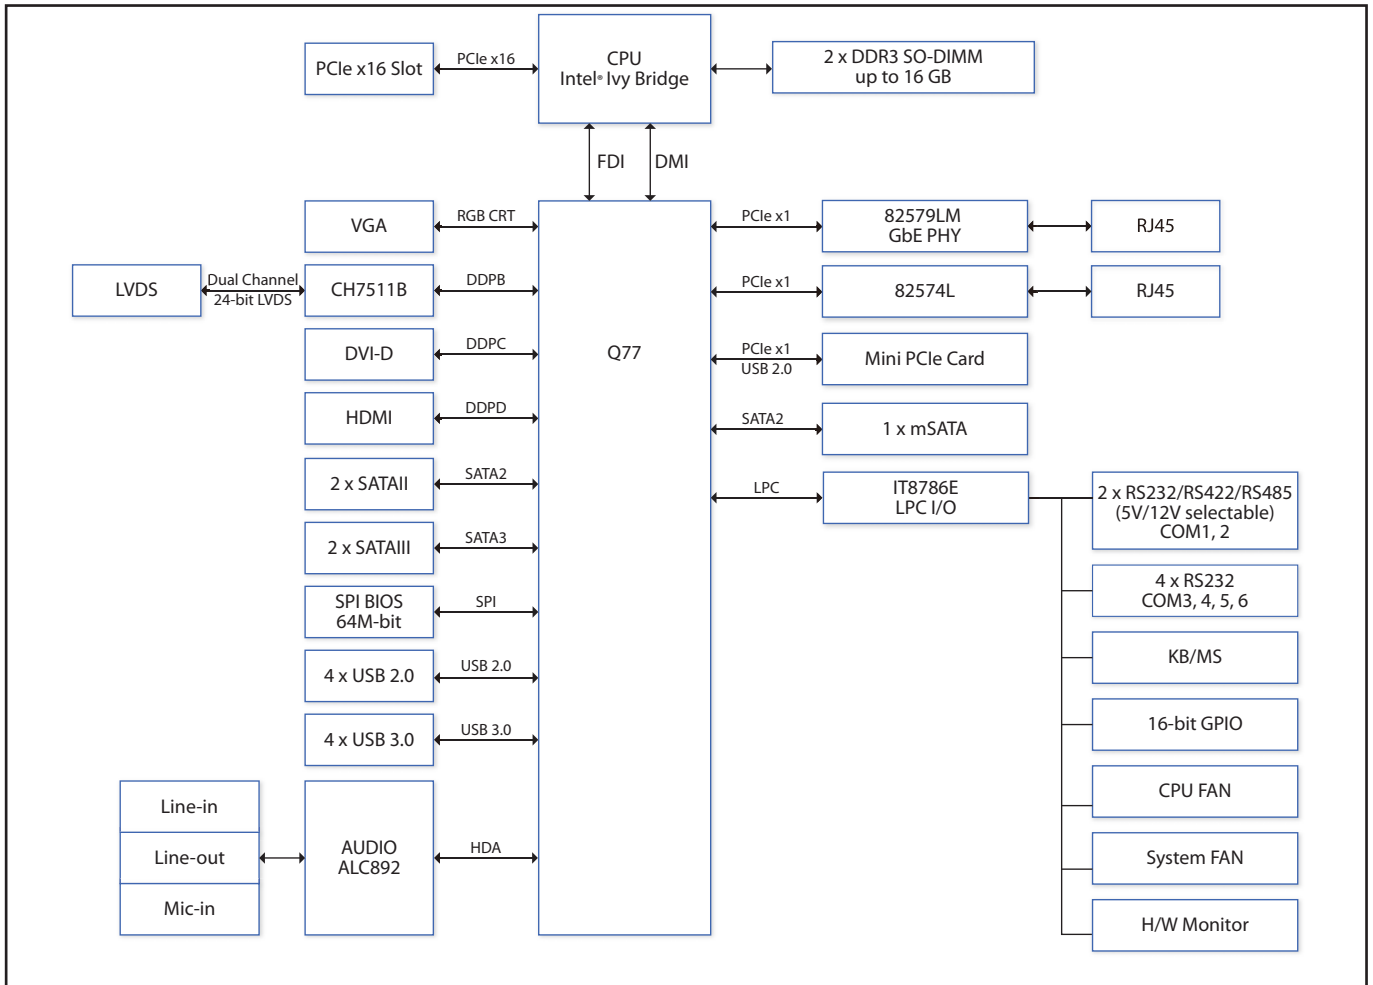 PCIe x16 Slot
PCIe x16
CPU
Intel® Ivy Bridge
2 x DDR3 SO-DIMM
up to 16 GB
FDI
DMI
VGA
RGB CRT
LVDS
Dual Channel
24-bit LVDS
CH7511B
DDPB
DVI-D
DDPC
HDMI
DDPD
2 x SATAII
SATA2
2 x SATAIII
SATA3
SPI BIOS
64M-bit
SPI
4 x USB 2.0
USB 2.0
4 x USB 3.0
USB 3.0
Line-in
Line-out
Mic-in
AUDIO
ALC892
HDA
Q77
PCIe x1
82579LM
GbE PHY
RJ45
PCIe x1
82574L
RJ45
PCIe x1
USB 2.0
Mini PCIe Card
SATA2
1 x mSATA
LPC
IT8786E
LPC I/O
2 x RS232/RS422/RS485
(5V/12V selectable)
COM1, 2
4 x RS232
COM3, 4, 5, 6
KB/MS
16-bit GPIO
CPU FAN
System FAN
H/W Monitor